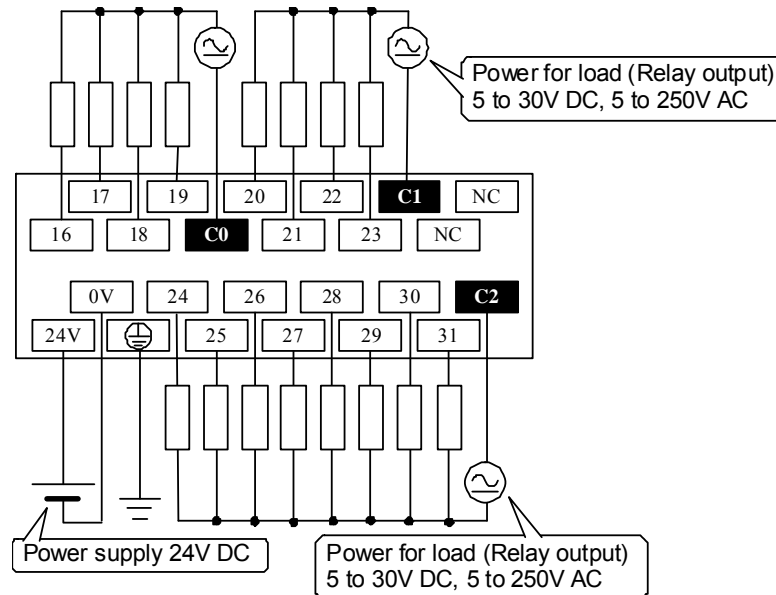 Power for load (Relay output)
5 to 30V DC, 5 to 250V AC
17 19 20 22 C1 NC
16 18 C0 21 23 NC
0V 24 26 28 30 C2
24V 25 27 29 31
Power supply 24V DC
Power for load (Relay output)
5 to 30V DC, 5 to 250V AC